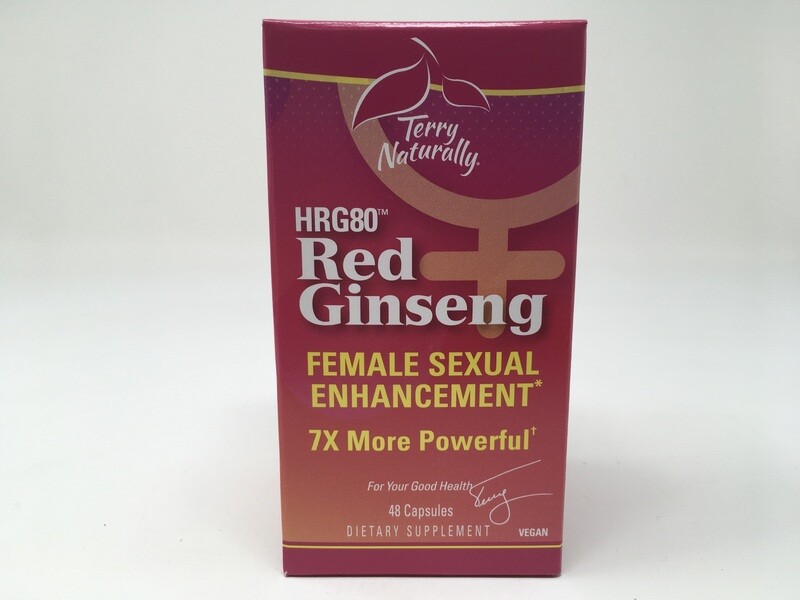 Terry
Naturally®
HRG80™
Red
Ginseng
FEMALE SEXUAL
ENHANCEMENT*
7X More Powerful†
For Your Good Health, Terry
48 Capsules
DIETARY SUPPLEMENT
VEGAN